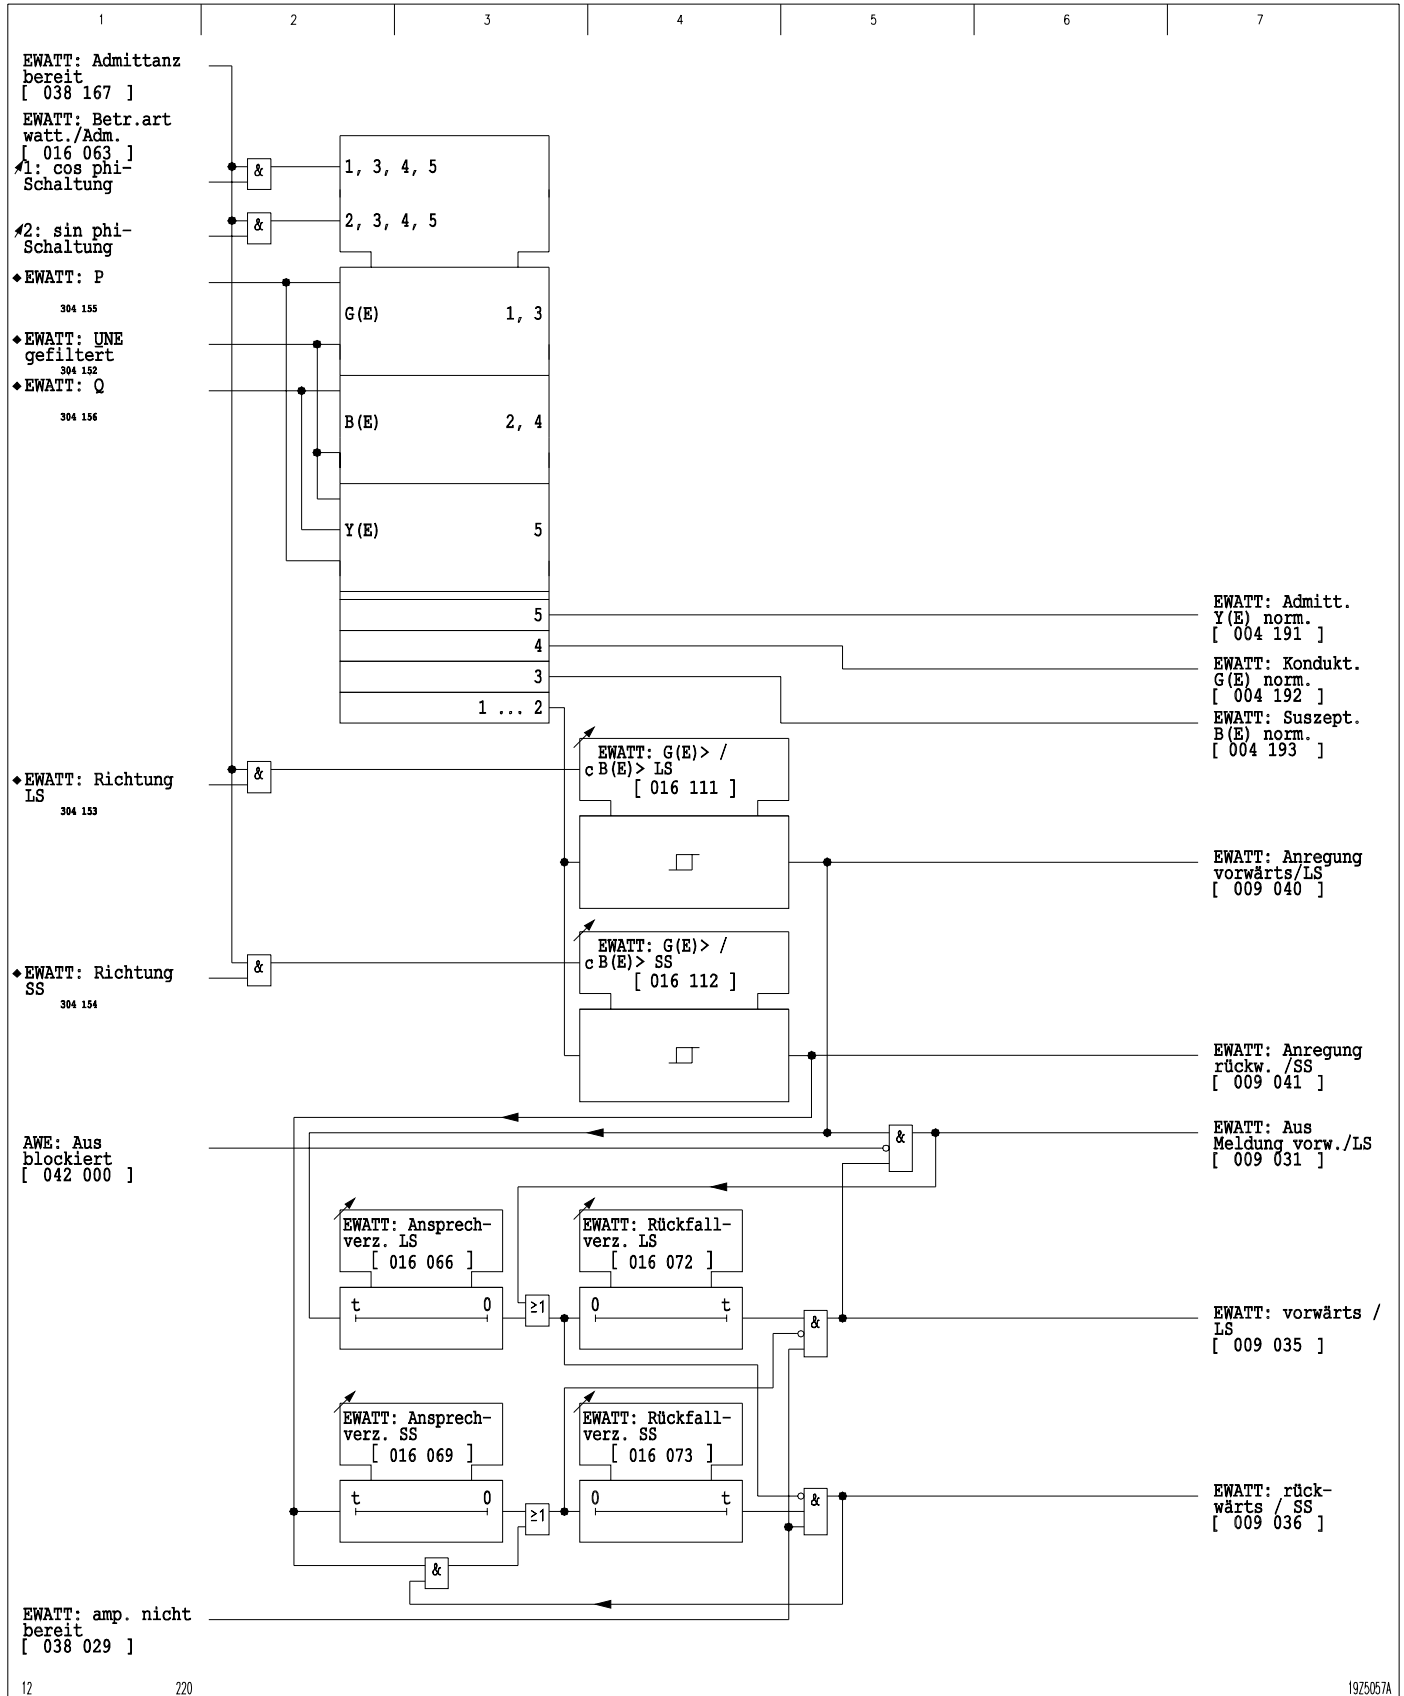 1 2 3 4 5 6 7
EWATT: Admittanz
bereit
[ 038 167 ]
EWATT: Betr.art
watt./Adm.
[ 016 063 ]
1: cos phi-
Schaltung
&
1, 3, 4, 5
2: sin phi-
Schaltung
&
2, 3, 4, 5
EWATT: P
304 155
G(E) 1, 3
EWATT: UNE
gefiltert
304 152
EWATT: Q
304 156
B(E) 2, 4
Y(E) 5
5
4
3
1 ... 2
EWATT: Admitt.
Y(E) norm.
[ 004 191 ]
EWATT: Kondukt.
G(E) norm.
[ 004 192 ]
EWATT: Suszept.
B(E) norm.
[ 004 193 ]
EWATT: Richtung
LS
304 153
&
EWATT: G(E)> /
c B(E)> LS
[ 016 111 ]
EWATT: Anregung
vorwärts/LS
[ 009 040 ]
EWATT: Richtung
SS
304 154
&
EWATT: G(E)> /
c B(E)> SS
[ 016 112 ]
EWATT: Anregung
rückw. /SS
[ 009 041 ]
AWE: Aus
blockiert
[ 042 000 ]
&
EWATT: Aus
Meldung vorw./LS
[ 009 031 ]
EWATT: Ansprech-
verz. LS
[ 016 066 ]
t 0
≥1
EWATT: Rückfall-
verz. LS
[ 016 072 ]
0 t
&
EWATT: vorwärts /
LS
[ 009 035 ]
EWATT: Ansprech-
verz. SS
[ 016 069 ]
t 0
≥1
EWATT: Rückfall-
verz. SS
[ 016 073 ]
0 t
&
EWATT: rück-
wärts / SS
[ 009 036 ]
&
EWATT: amp. nicht
bereit
[ 038 029 ]
12 220 19Z5057A